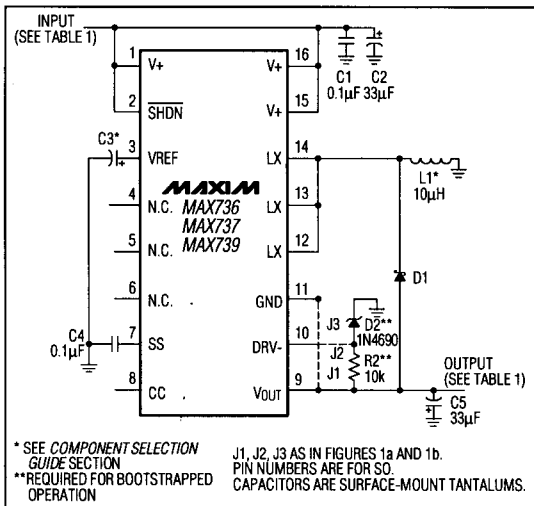 INPUT
(SEE TABLE 1)
1
V+
16
V+
C1
0.1µF
C2
33µF
2
SHDN
15
V+
C3*
3
VREF
14
LX
L1*
10µH
MAXIM
MAX736
MAX737
MAX739
4
N.C.
13
LX
5
N.C.
12
LX
D1
6
N.C.
11
GND
J3
D2**
1N4690
C4
0.1µF
7
SS
10
DRV-
J2
R2**
10k
J1
8
CC
9
VOUT
OUTPUT
(SEE TABLE 1)
C5
33µF
* SEE COMPONENT SELECTION
GUIDE SECTION
**REQUIRED FOR BOOTSTRAPPED
OPERATION
J1, J2, J3 AS IN FIGURES 1a AND 1b.
PIN NUMBERS ARE FOR SO.
CAPACITORS ARE SURFACE-MOUNT TANTALUMS.